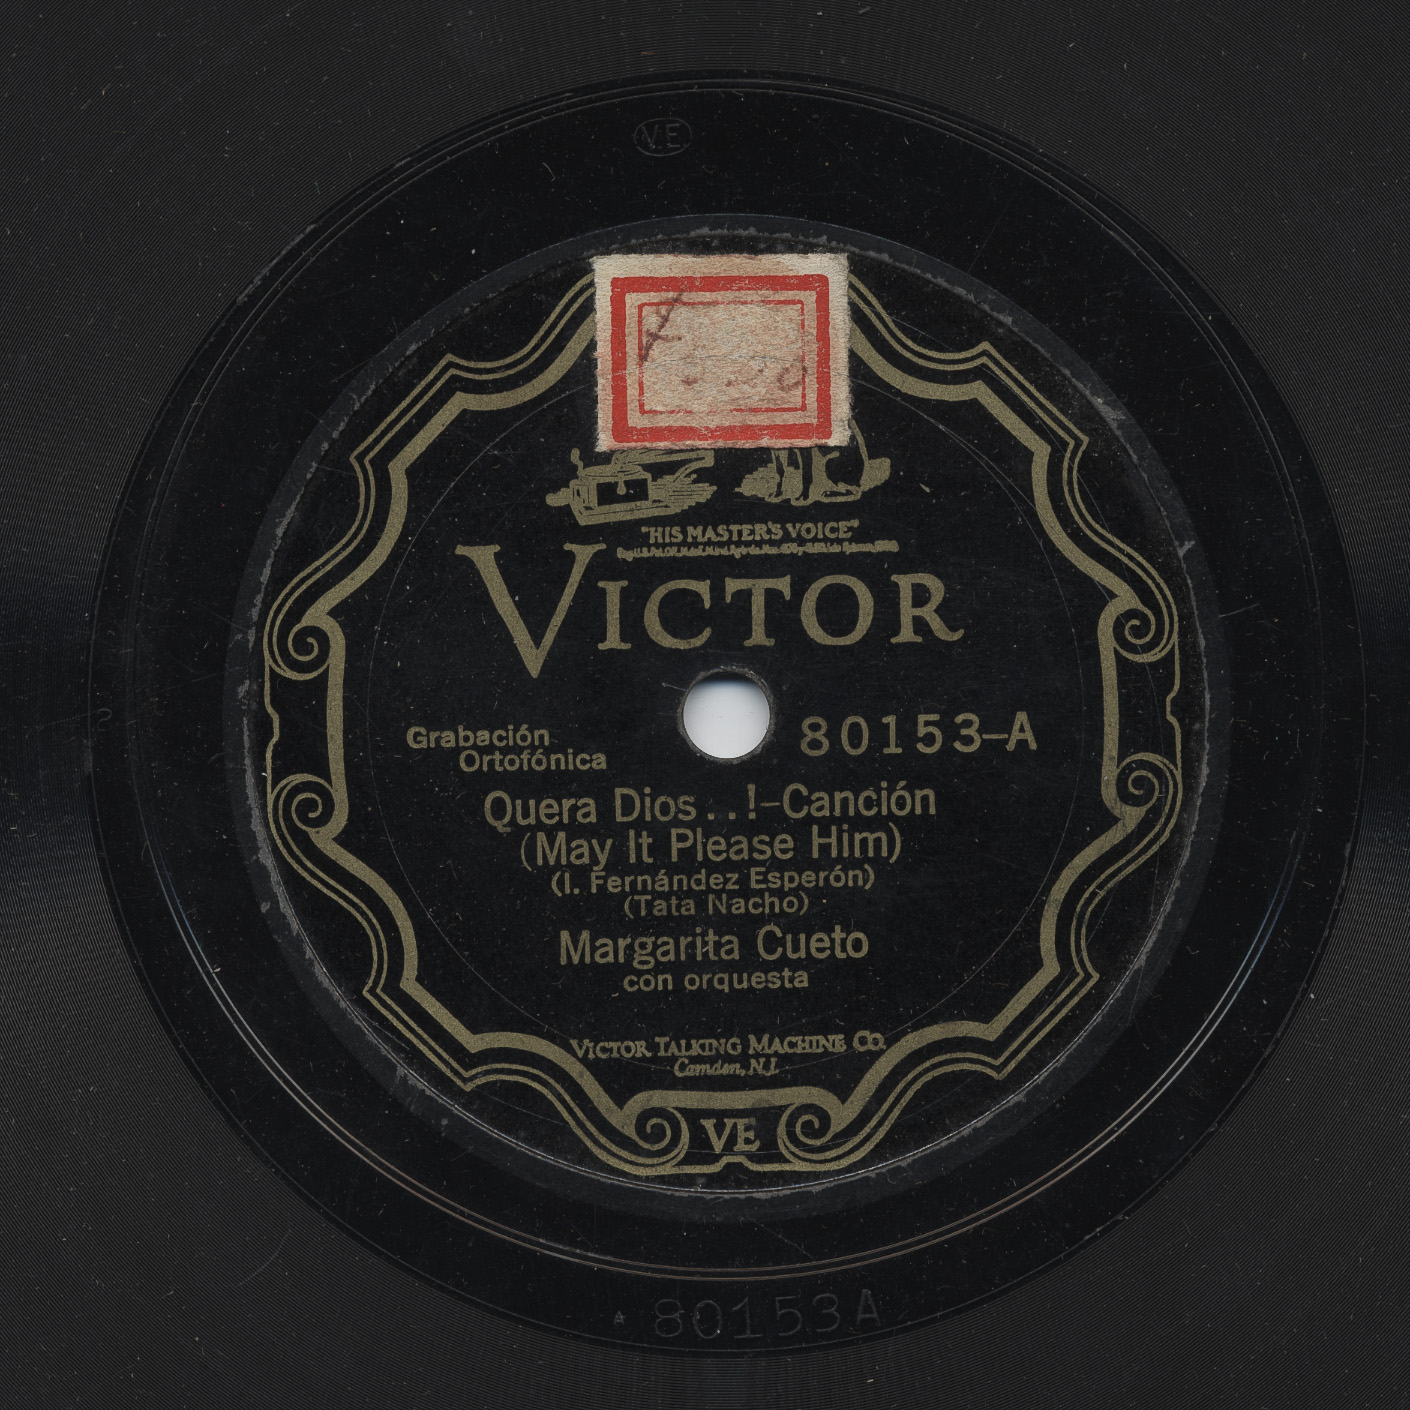 V.E.
"HIS MASTER'S VOICE"
VICTOR
Grabación
Ortofónica
80153-A
Quera Dios . . !-Canción
(May It Please Him)
(I. Fernández Esperón)
(Tata Nacho)
Margarita Cueto
con orquesta
VICTOR TALKING MACHINE CO.
Camden, N.J.
VE
A 80153A